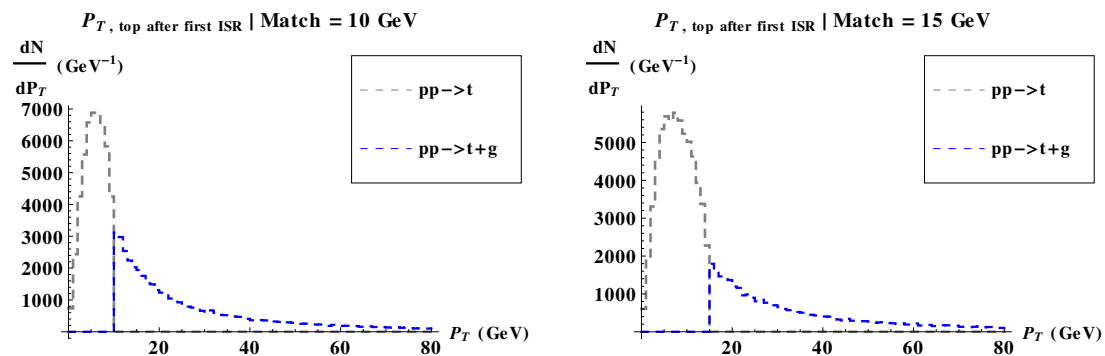 P_T, top after first ISR | Match = 10 GeV
dN
dP_T
(GeV⁻¹)
pp->t
pp->t+g
7000
6000
5000
4000
3000
2000
1000
20
40
60
80
P_T (GeV)
P_T, top after first ISR | Match = 15 GeV
dN
dP_T
(GeV⁻¹)
pp->t
pp->t+g
5000
4000
3000
2000
1000
20
40
60
80
P_T (GeV)